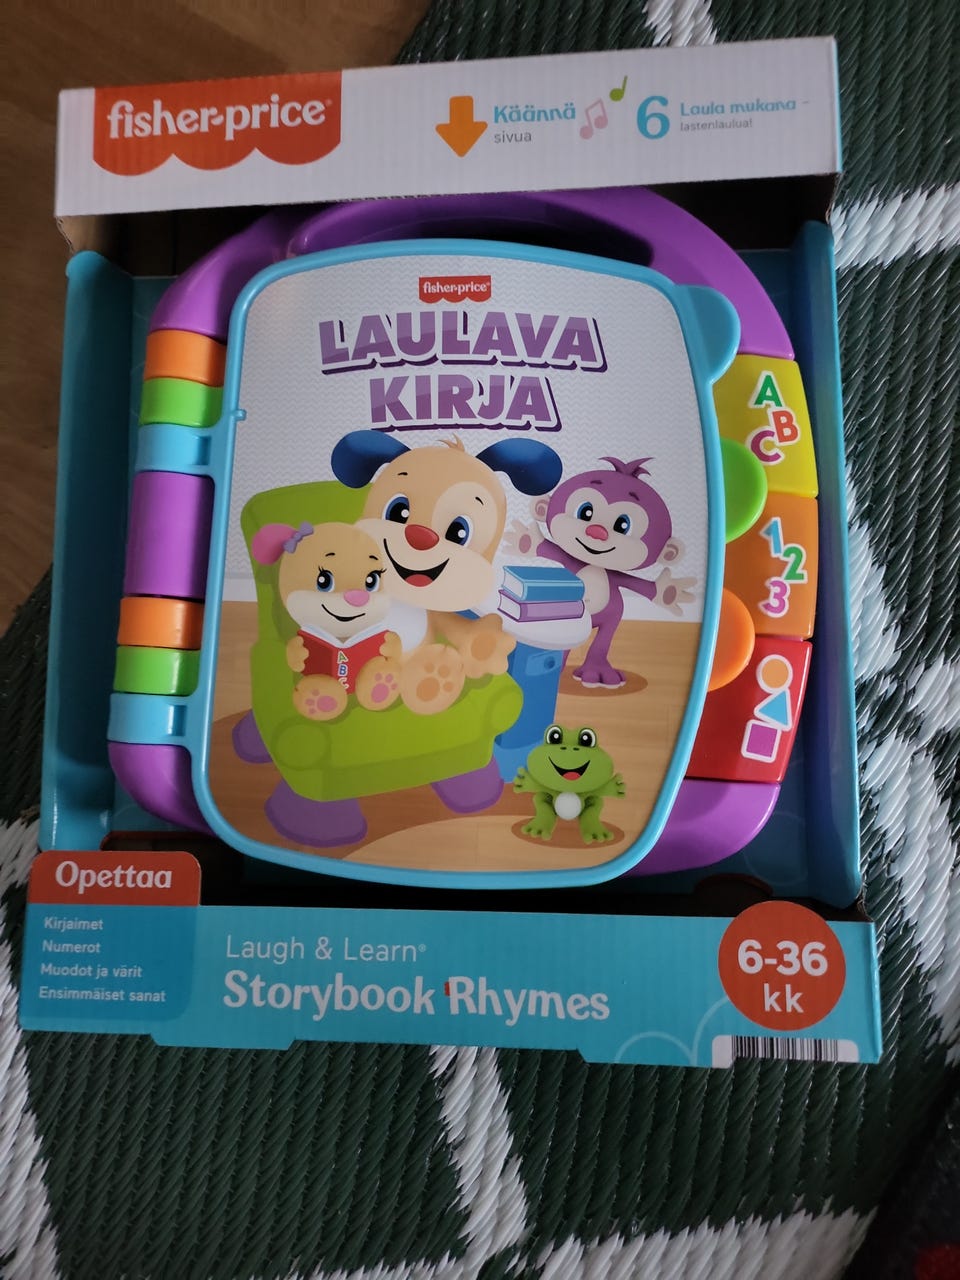 fisher-price®
Käännä
sivua
6
Laula mukana -
lastenlaulua!
fisher-price®
LAULAVA
KIRJA
A
B
C
1
2
3
A
B
C
Opettaa
Kirjaimet
Numerot
Muodot ja värit
Ensimmäiset sanat
Laugh & Learn®
Storybook Rhymes
6-36
kk